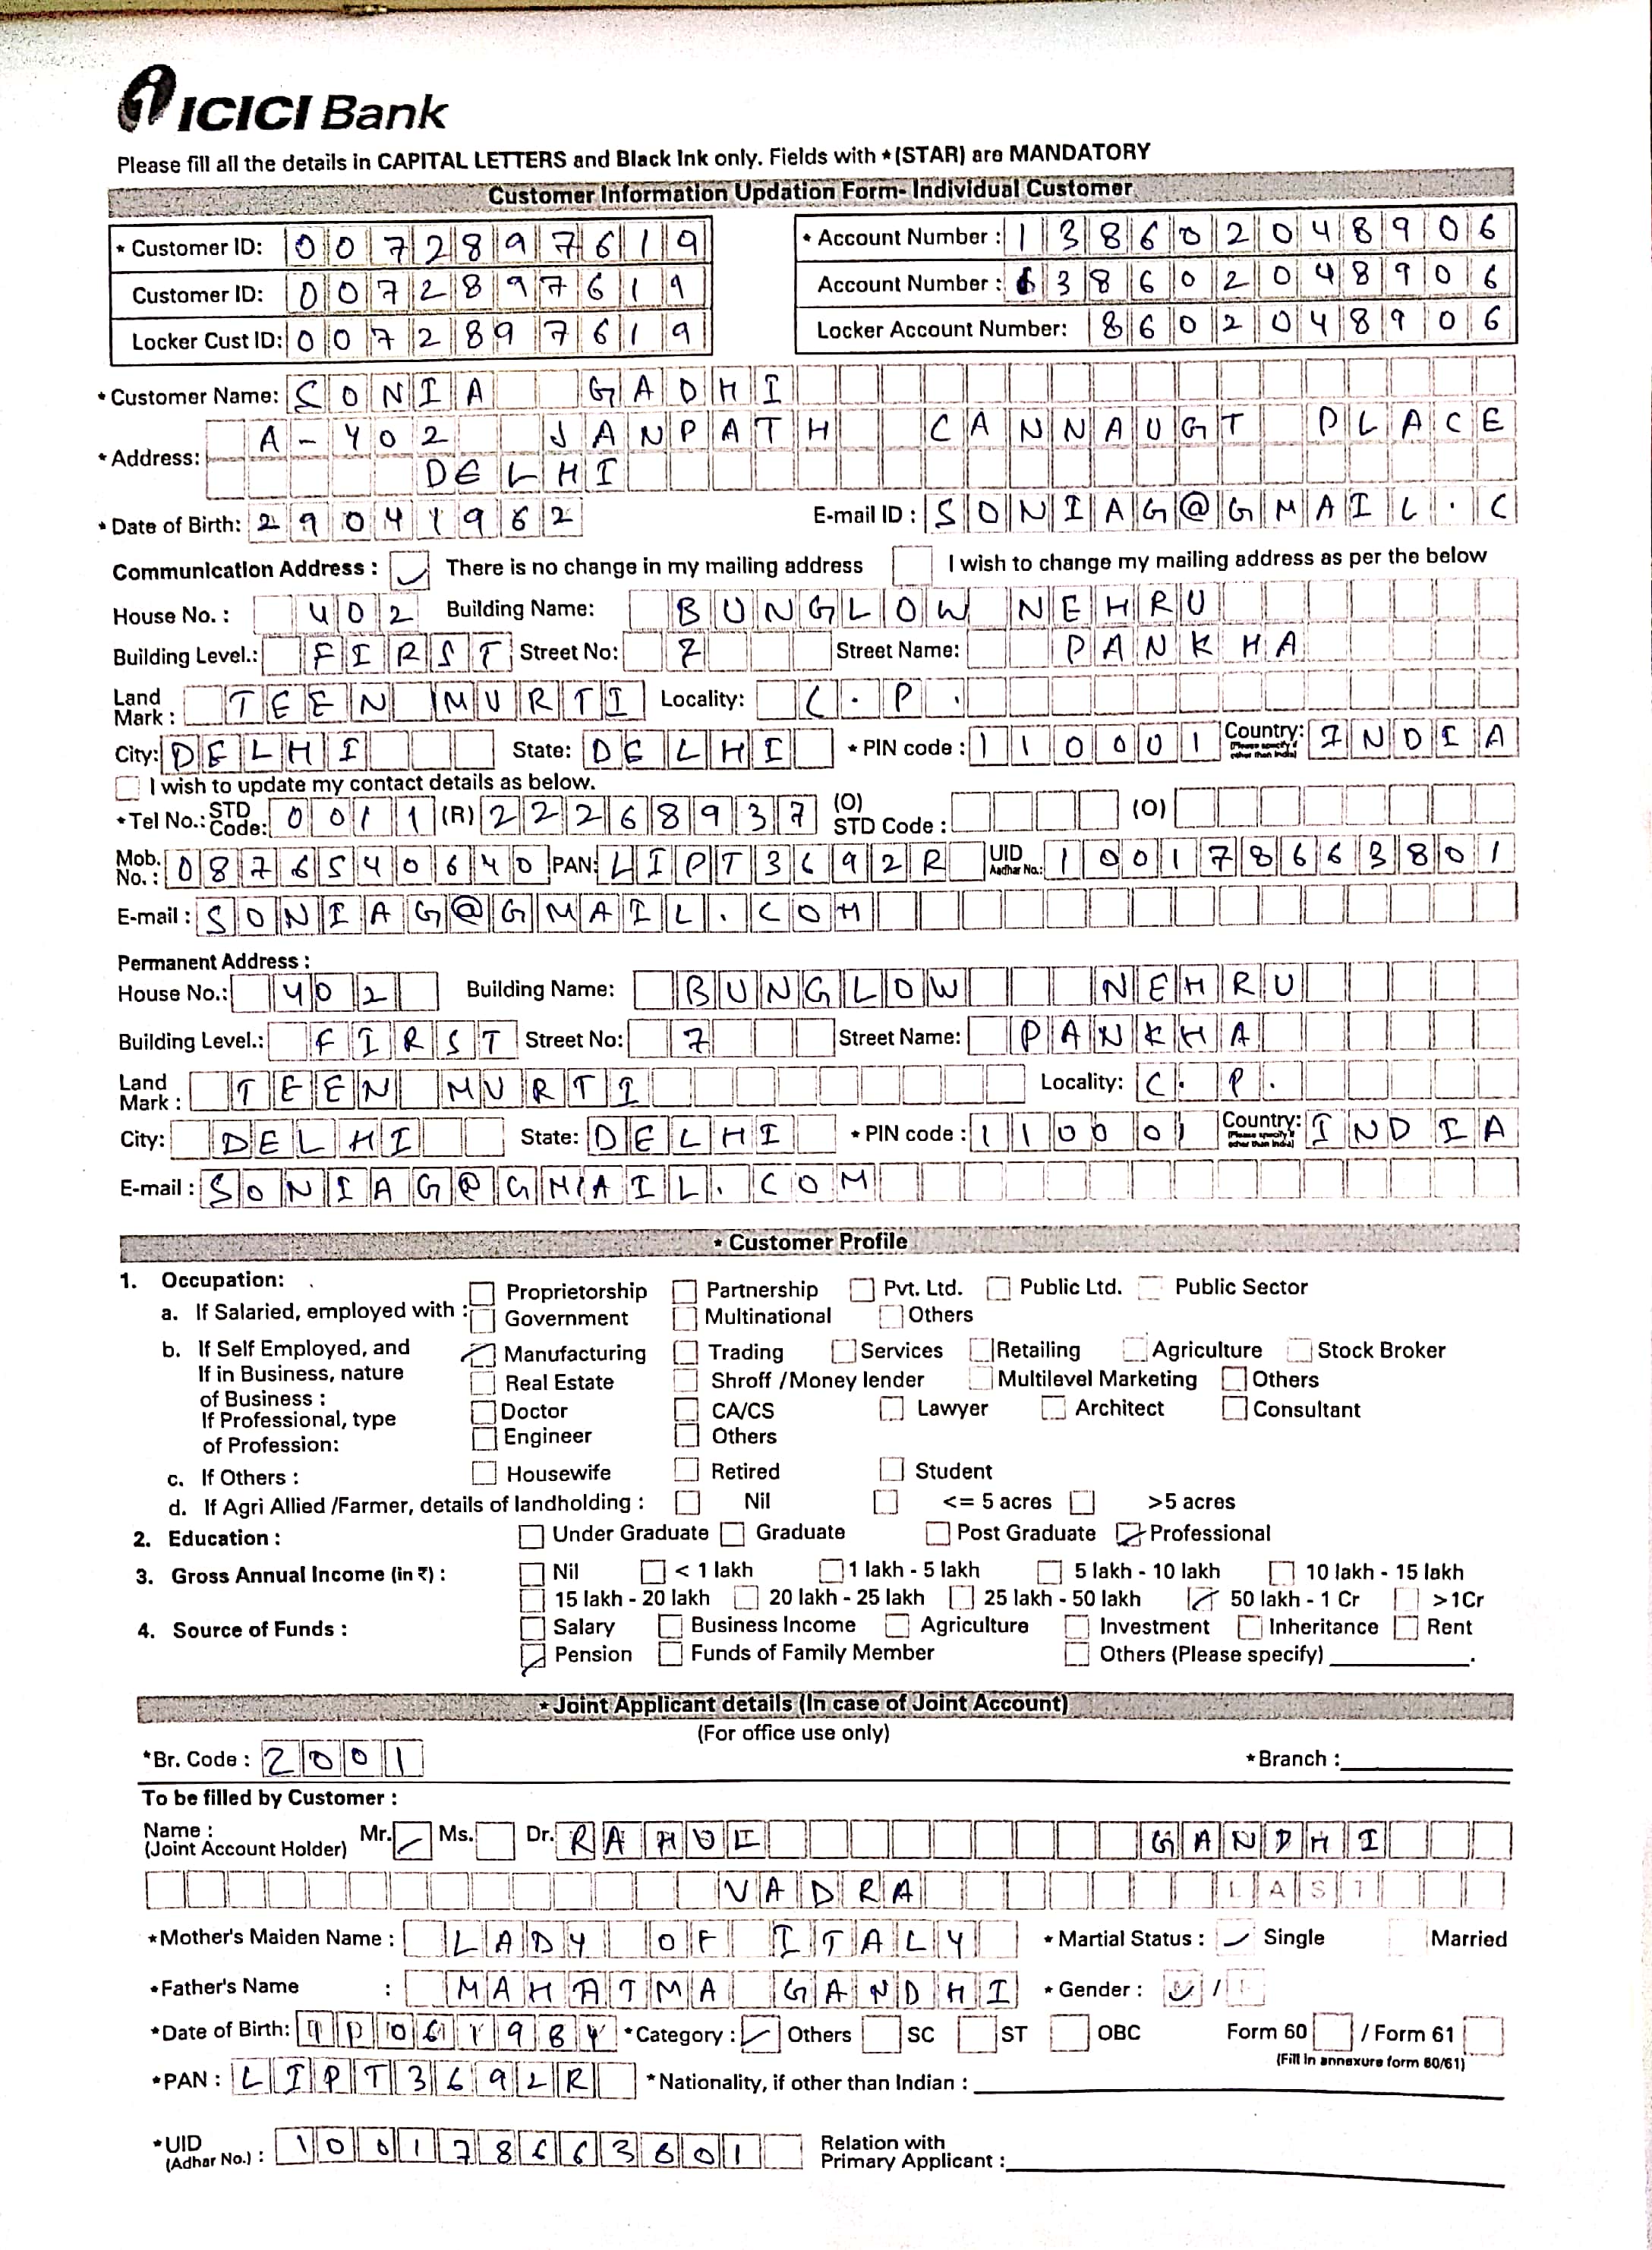 ICICI Bank
Please fill all the details in CAPITAL LETTERS and Black Ink only. Fields with *(STAR) are MANDATORY
Customer Information Updation Form- Individual Customer
* Customer ID: 0072897619 * Account Number : 138602048906
Customer ID: 0072897619 Account Number : 138602048906
Locker Cust ID: 0072897619 Locker Account Number: 8602048906
* Customer Name: SONIA GADHI
* Address: A-402 JANPATH CANNAUGT PLACE
DELHI
* Date of Birth: 29041962 E-mail ID : SONIAG@GMAIL.C
Communication Address : There is no change in my mailing address I wish to change my mailing address as per the below
House No. : 402 Building Name: BUNGLOW NEHRU
Building Level.: FIRST Street No: 7 Street Name: PANKHA
Land Mark : TEEN MURTI Locality: C.P.
City: DELHI State: DELHI * PIN code : 110001 Country: (Please specify if other than India) INDIA
I wish to update my contact details as below.
*Tel No.: STD Code: 0011 (R) 22268937 (O) STD Code : (O)
Mob. No. : 087654 0640 PAN: LIPT3692R UID Aadhar No.: 10017866 3801
E-mail : SONIAG@GMAIL.COM
Permanent Address :
House No.: 402 Building Name: BUNGLOW NEHRU
Building Level.: FIRST Street No: 7 Street Name: PANKHA
Land Mark : TEEN MURTI Locality: C.P.
City: DELHI State: DELHI * PIN code : 110001 Country: (Please specify if other than India) INDIA
E-mail : SONIAG@GMAIL.COM
* Customer Profile
1. Occupation:
a. If Salaried, employed with : Proprietorship Partnership Pvt. Ltd. Public Ltd. Public Sector
Government Multinational Others
b. If Self Employed, and If in Business, nature of Business : Manufacturing Trading Services Retailing Agriculture Stock Broker
Real Estate Shroff /Money lender Multilevel Marketing Others
If Professional, type of Profession: Doctor CA/CS Lawyer Architect Consultant
Engineer Others
c. If Others : Housewife Retired Student
d. If Agri Allied /Farmer, details of landholding : Nil <= 5 acres >5 acres
2. Education : Under Graduate Graduate Post Graduate Professional
3. Gross Annual Income (in ₹) : Nil < 1 lakh 1 lakh - 5 lakh 5 lakh - 10 lakh 10 lakh - 15 lakh
15 lakh - 20 lakh 20 lakh - 25 lakh 25 lakh - 50 lakh 50 lakh - 1 Cr >1Cr
4. Source of Funds : Salary Business Income Agriculture Investment Inheritance Rent
Pension Funds of Family Member Others (Please specify)
* Joint Applicant details (In case of Joint Account)
(For office use only)
*Br. Code : 2001 *Branch :
To be filled by Customer :
Name : (Joint Account Holder) Mr. Ms. Dr. RAHUL GANDHI
VADRA LAST
*Mother's Maiden Name : LADY OF ITALY * Martial Status : Single Married
*Father's Name : MAHATMA GANDHI * Gender : /
*Date of Birth: *Category : Others SC ST OBC Form 60 / Form 61
(Fill in annexure form 60/61)
*PAN : LIPT3692R *Nationality, if other than Indian :
*UID (Adhar No.) : 100178663801 Relation with Primary Applicant :